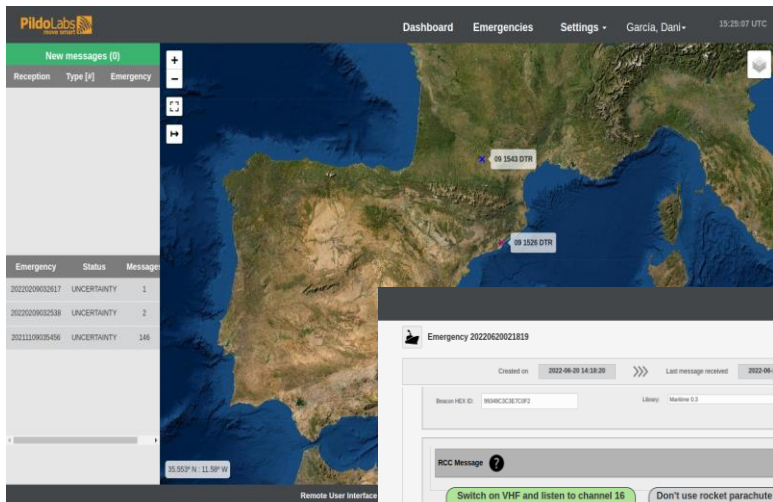 PildoLabs
move smart
Dashboard Emergencies Settings García, Dani 15:25:07 UTC
New messages (0)
Reception Type [#] Emergency
+
−
09 1543 DTR
09 1526 DTR
Emergency Status Messages
20220209032617 UNCERTAINTY 1
20220209032538 UNCERTAINTY 2
20211109035456 UNCERTAINTY 146
35.553º N : 11.58º W
Remote User Interface
Emergency 20220620021819
Created on 2022-06-20 14:18:20 Last message received 2022-06-
Beacon HEX ID: 99349C3C3E7C0F2 Library: Maritime 0.3
RCC Message ?
Switch on VHF and listen to channel 16 Don't use rocket parachute